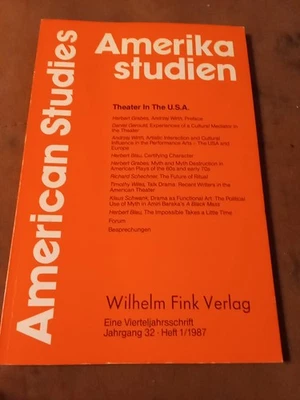 American Studies
Amerika
studien
Theater In The U.S.A.
Herbert Grabes, Andrzej Wirth, Preface
Daniel Gerould, Experiences of a Cultural Mediator in
the Theater
Andrzej Wirth, Artistic Interaction and Cultural
Influence in the Performance Arts – The USA and
Europe
Herbert Blau, Certifying Character
Herbert Grabes, Myth and Myth Destruction in
American Plays of the 60s and early 70s
Richard Schechner, The Future of Ritual
Timothy Wiles, Talk Drama: Recent Writers in the
American Theater
Klaus Schwank, Drama as Functional Art: The Political
Use of Myth in Amiri Baraka's A Black Mass
Herbert Blau, The Impossible Takes a Little Time
Forum
Besprechungen
Wilhelm Fink Verlag
Eine Vierteljahrsschrift
Jahrgang 32 · Heft 1/1987